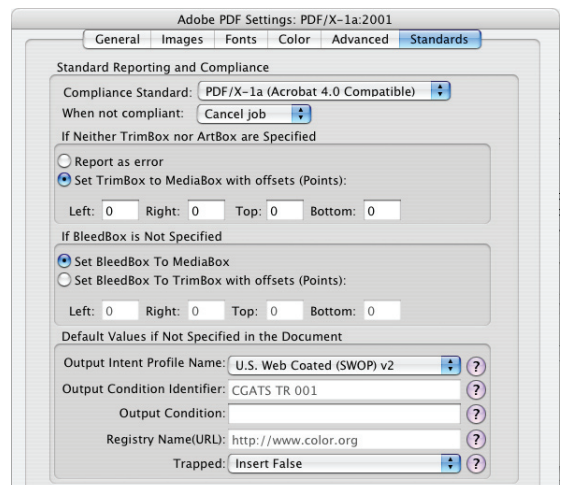 Adobe PDF Settings: PDF/X-1a:2001
General Images Fonts Color Advanced Standards
Standard Reporting and Compliance
Compliance Standard: PDF/X-1a (Acrobat 4.0 Compatible)
When not compliant: Cancel job
If Neither TrimBox nor ArtBox are Specified
Report as error
Set TrimBox to MediaBox with offsets (Points):
Left: 0 Right: 0 Top: 0 Bottom: 0
If BleedBox is Not Specified
Set BleedBox To MediaBox
Set BleedBox To TrimBox with offsets (Points):
Left: 0 Right: 0 Top: 0 Bottom: 0
Default Values if Not Specified in the Document
Output Intent Profile Name: U.S. Web Coated (SWOP) v2 ?
Output Condition Identifier: CGATS TR 001 ?
Output Condition: ?
Registry Name(URL): http://www.color.org ?
Trapped: Insert False ?